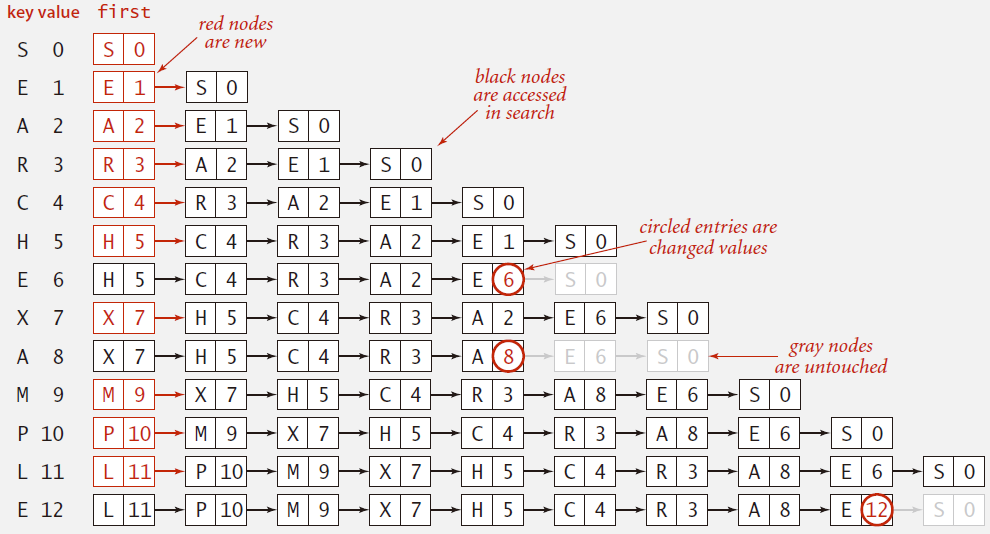 key value first
red nodes
are new
S 0 S 0
E 1 E 1 S 0
black nodes
are accessed
in search
A 2 A 2 E 1 S 0
R 3 R 3 A 2 E 1 S 0
C 4 C 4 R 3 A 2 E 1 S 0
circled entries are
changed values
H 5 H 5 C 4 R 3 A 2 E 1 S 0
E 6 H 5 C 4 R 3 A 2 E 6 S 0
X 7 X 7 H 5 C 4 R 3 A 2 E 6 S 0
gray nodes
are untouched
A 8 X 7 H 5 C 4 R 3 A 8 E 6 S 0
M 9 M 9 X 7 H 5 C 4 R 3 A 8 E 6 S 0
P 10 P 10 M 9 X 7 H 5 C 4 R 3 A 8 E 6 S 0
L 11 L 11 P 10 M 9 X 7 H 5 C 4 R 3 A 8 E 6 S 0
E 12 L 11 P 10 M 9 X 7 H 5 C 4 R 3 A 8 E 12 S 0